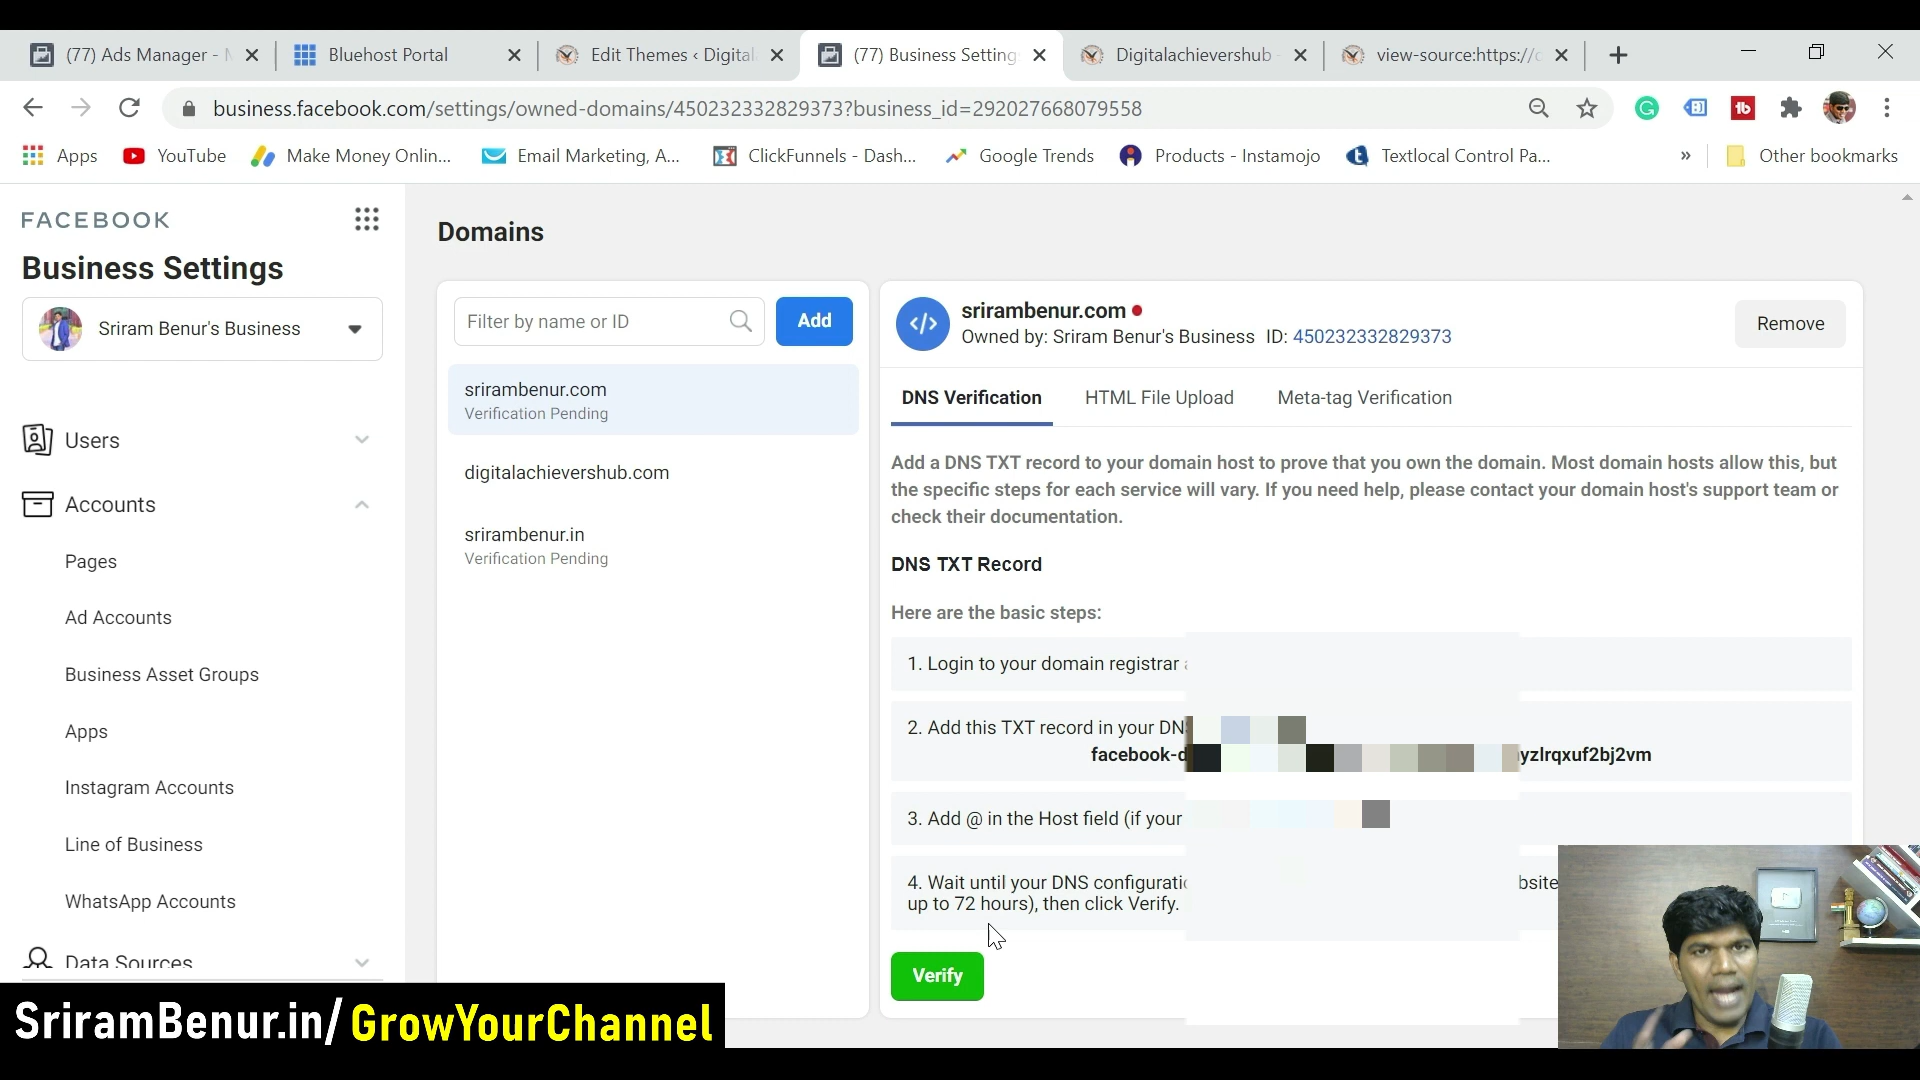 (77) Ads Manager -
Bluehost Portal
Edit Themes ‹ Digital
(77) Business Setting
Digitalachievershub -
view-source:https://
business.facebook.com/settings/owned-domains/450232332829373?business_id=292027668079558
Apps
YouTube
Make Money Onlin...
Email Marketing, A...
ClickFunnels - Dash...
Google Trends
Products - Instamojo
Textlocal Control Pa...
»
Other bookmarks
FACEBOOK
Business Settings
Sriram Benur's Business
Users
Accounts
Pages
Ad Accounts
Business Asset Groups
Apps
Instagram Accounts
Line of Business
WhatsApp Accounts
Data Sources
Domains
Filter by name or ID
Add
srirambenur.com
Verification Pending
digitalachievershub.com
srirambenur.in
Verification Pending
srirambenur.com
Owned by: Sriram Benur's Business ID: 450232332829373
Remove
DNS Verification
HTML File Upload
Meta-tag Verification
Add a DNS TXT record to your domain host to prove that you own the domain. Most domain hosts allow this, but
the specific steps for each service will vary. If you need help, please contact your domain host's support team or
check their documentation.
DNS TXT Record
Here are the basic steps:
1. Login to your domain registrar
2. Add this TXT record in your DNS
facebook-d yzlrqxuf2bj2vm
3. Add @ in the Host field (if your
4. Wait until your DNS configuratio bsite
up to 72 hours), then click Verify.
Verify
SriramBenur.in/GrowYourChannel